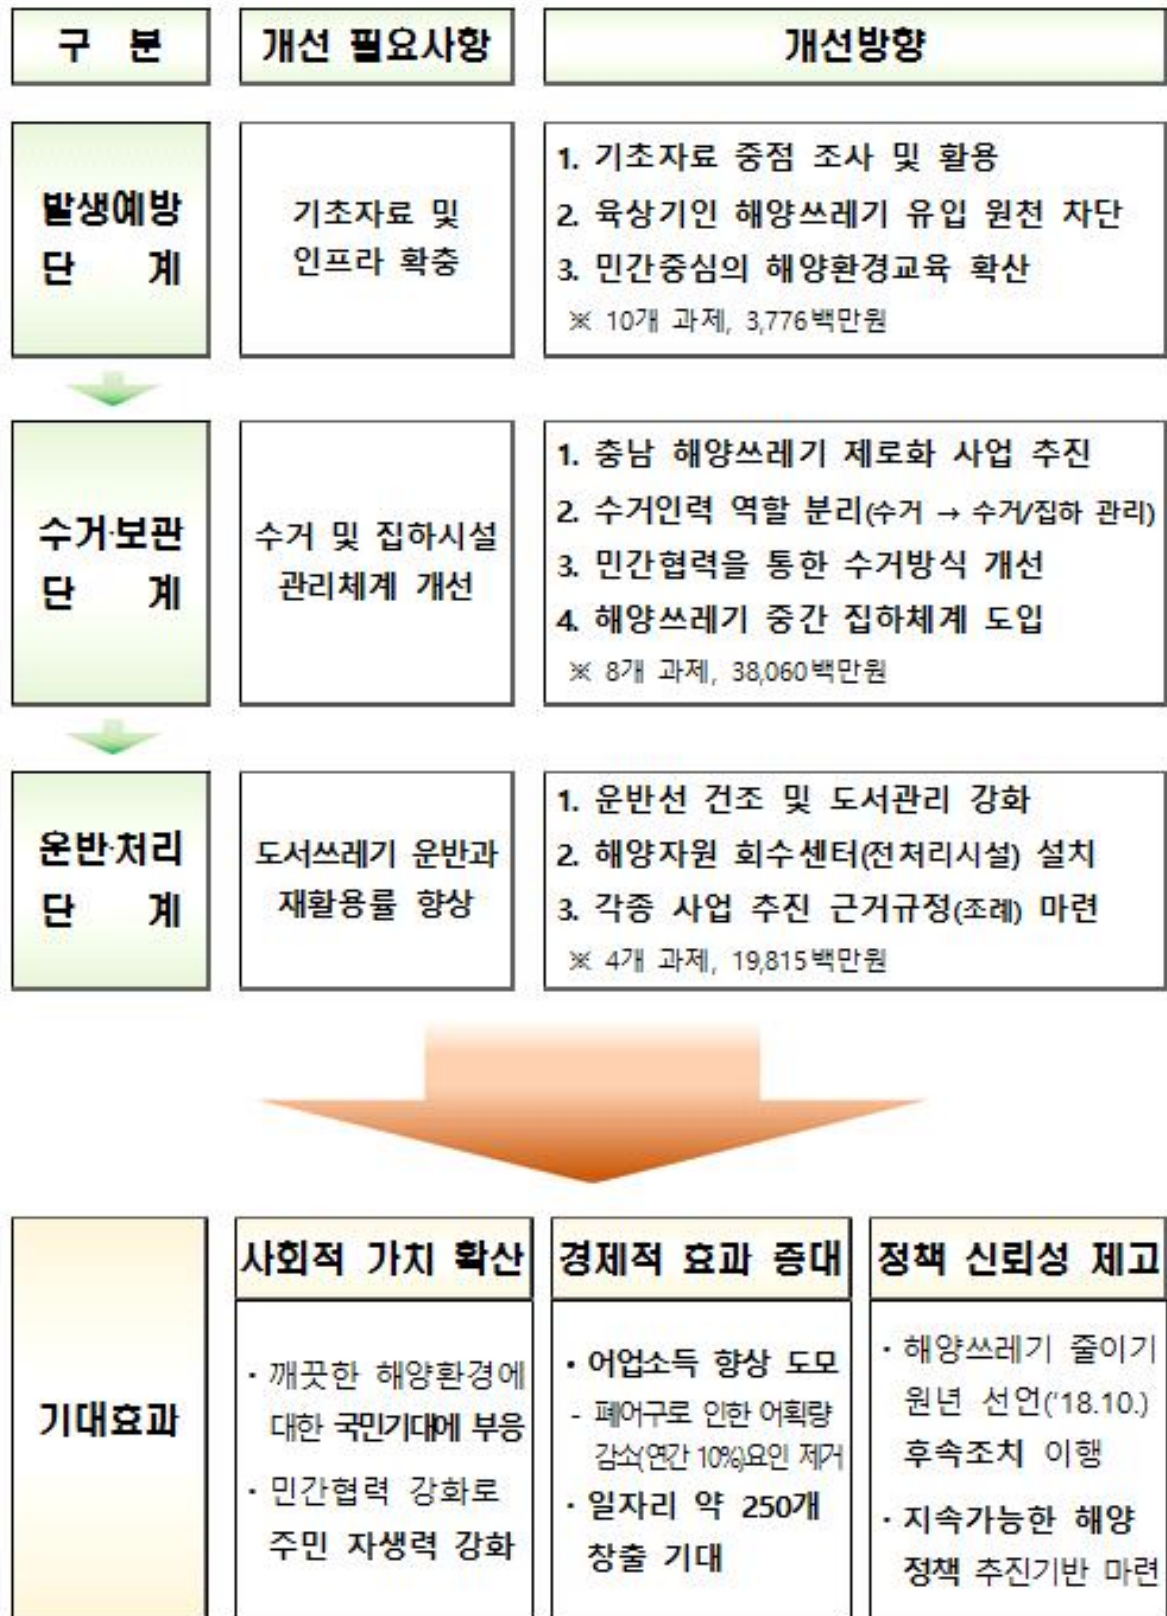 구 분
개선 필요사항
개선방향
발생예방
단 계
기초자료 및
인프라 확충
1. 기초자료 중점 조사 및 활용
2. 육상기인 해양쓰레기 유입 원천 차단
3. 민간중심의 해양환경교육 확산
※ 10개 과제, 3,776백만원
수거·보관
단 계
수거 및 집하시설
관리체계 개선
1. 충남 해양쓰레기 제로화 사업 추진
2. 수거인력 역할 분리(수거 → 수거/집하 관리)
3. 민간협력을 통한 수거방식 개선
4. 해양쓰레기 중간 집하체계 도입
※ 8개 과제, 38,060백만원
운반·처리
단 계
도서쓰레기 운반과
재활용률 향상
1. 운반선 건조 및 도서관리 강화
2. 해양자원 회수센터(전처리시설) 설치
3. 각종 사업 추진 근거규정(조례) 마련
※ 4개 과제, 19,815백만원
기대효과
사회적 가치 확산
· 깨끗한 해양환경에
대한 국민기대에 부응
· 민간협력 강화로
주민 자생력 강화
경제적 효과 증대
· 어업소득 향상 도모
- 폐어구로 인한 어획량
감소(연간 10%)요인 제거
· 일자리 약 250개
창출 기대
정책 신뢰성 제고
· 해양쓰레기 줄이기
원년 선언('18.10.)
후속조치 이행
· 지속가능한 해양
정책 추진기반 마련